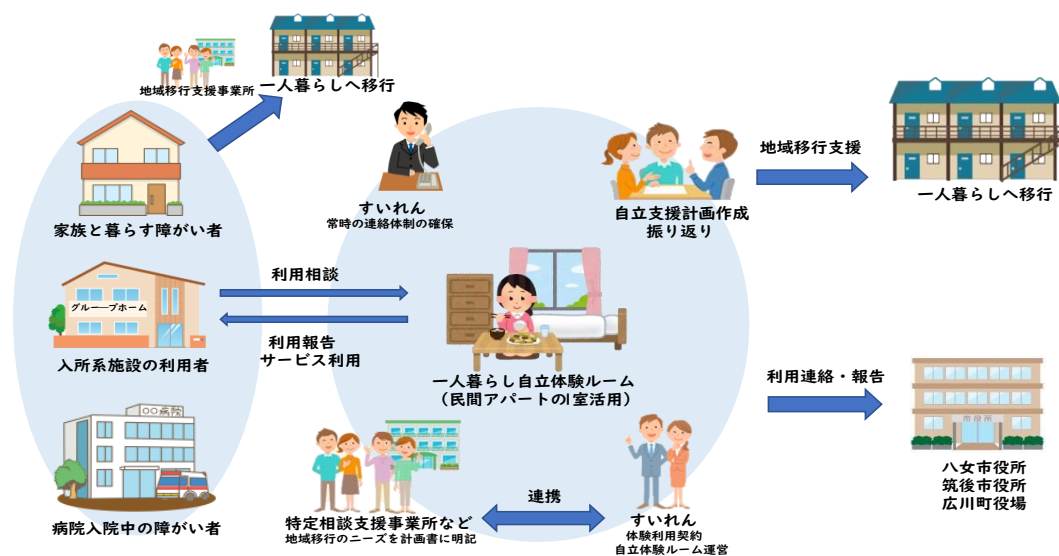 地域移行支援事業所
一人暮らしへ移行
家族と暮らす障がい者
グループホーム
入所系施設の利用者
〇〇病院
病院入院中の障がい者
すいれん
常時の連絡体制の確保
利用相談
利用報告
サービス利用
自立支援計画作成
振り返り
一人暮らし自立体験ルーム
（民間アパートの1室活用）
特定相談支援事業所など
地域移行のニーズを計画書に明記
連携
すいれん
体験利用契約
自立体験ルーム運営
地域移行支援
一人暮らしへ移行
利用連絡・報告
市役所
八女市役所
筑後市役所
広川町役場